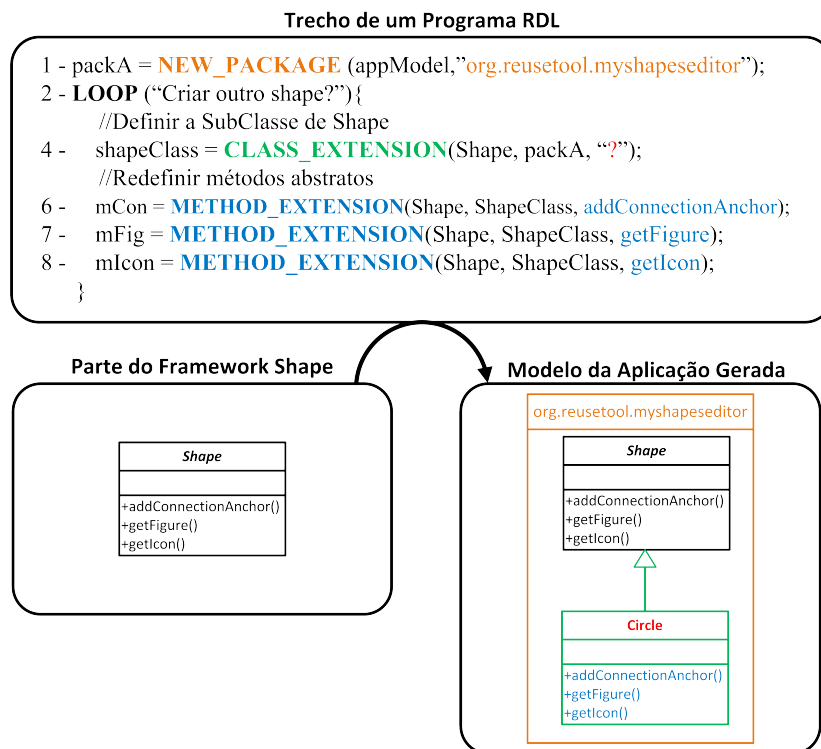 Trecho de um Programa RDL
1 - packA = NEW_PACKAGE (appModel,”org.reusetool.myshapeseditor”);
2 - LOOP (“Criar outro shape?”){
//Definir a SubClasse de Shape
4 - shapeClass = CLASS_EXTENSION(Shape, packA, “?”);
//Redefinir métodos abstratos
6 - mCon = METHOD_EXTENSION(Shape, ShapeClass, addConnectionAnchor);
7 - mFig = METHOD_EXTENSION(Shape, ShapeClass, getFigure);
8 - mIcon = METHOD_EXTENSION(Shape, ShapeClass, getIcon);
}
Parte do Framework Shape
Shape
+addConnectionAnchor()
+getFigure()
+getIcon()
Modelo da Aplicação Gerada
org.reusetool.myshapeseditor
Shape
+addConnectionAnchor()
+getFigure()
+getIcon()
Circle
+addConnectionAnchor()
+getFigure()
+getIcon()